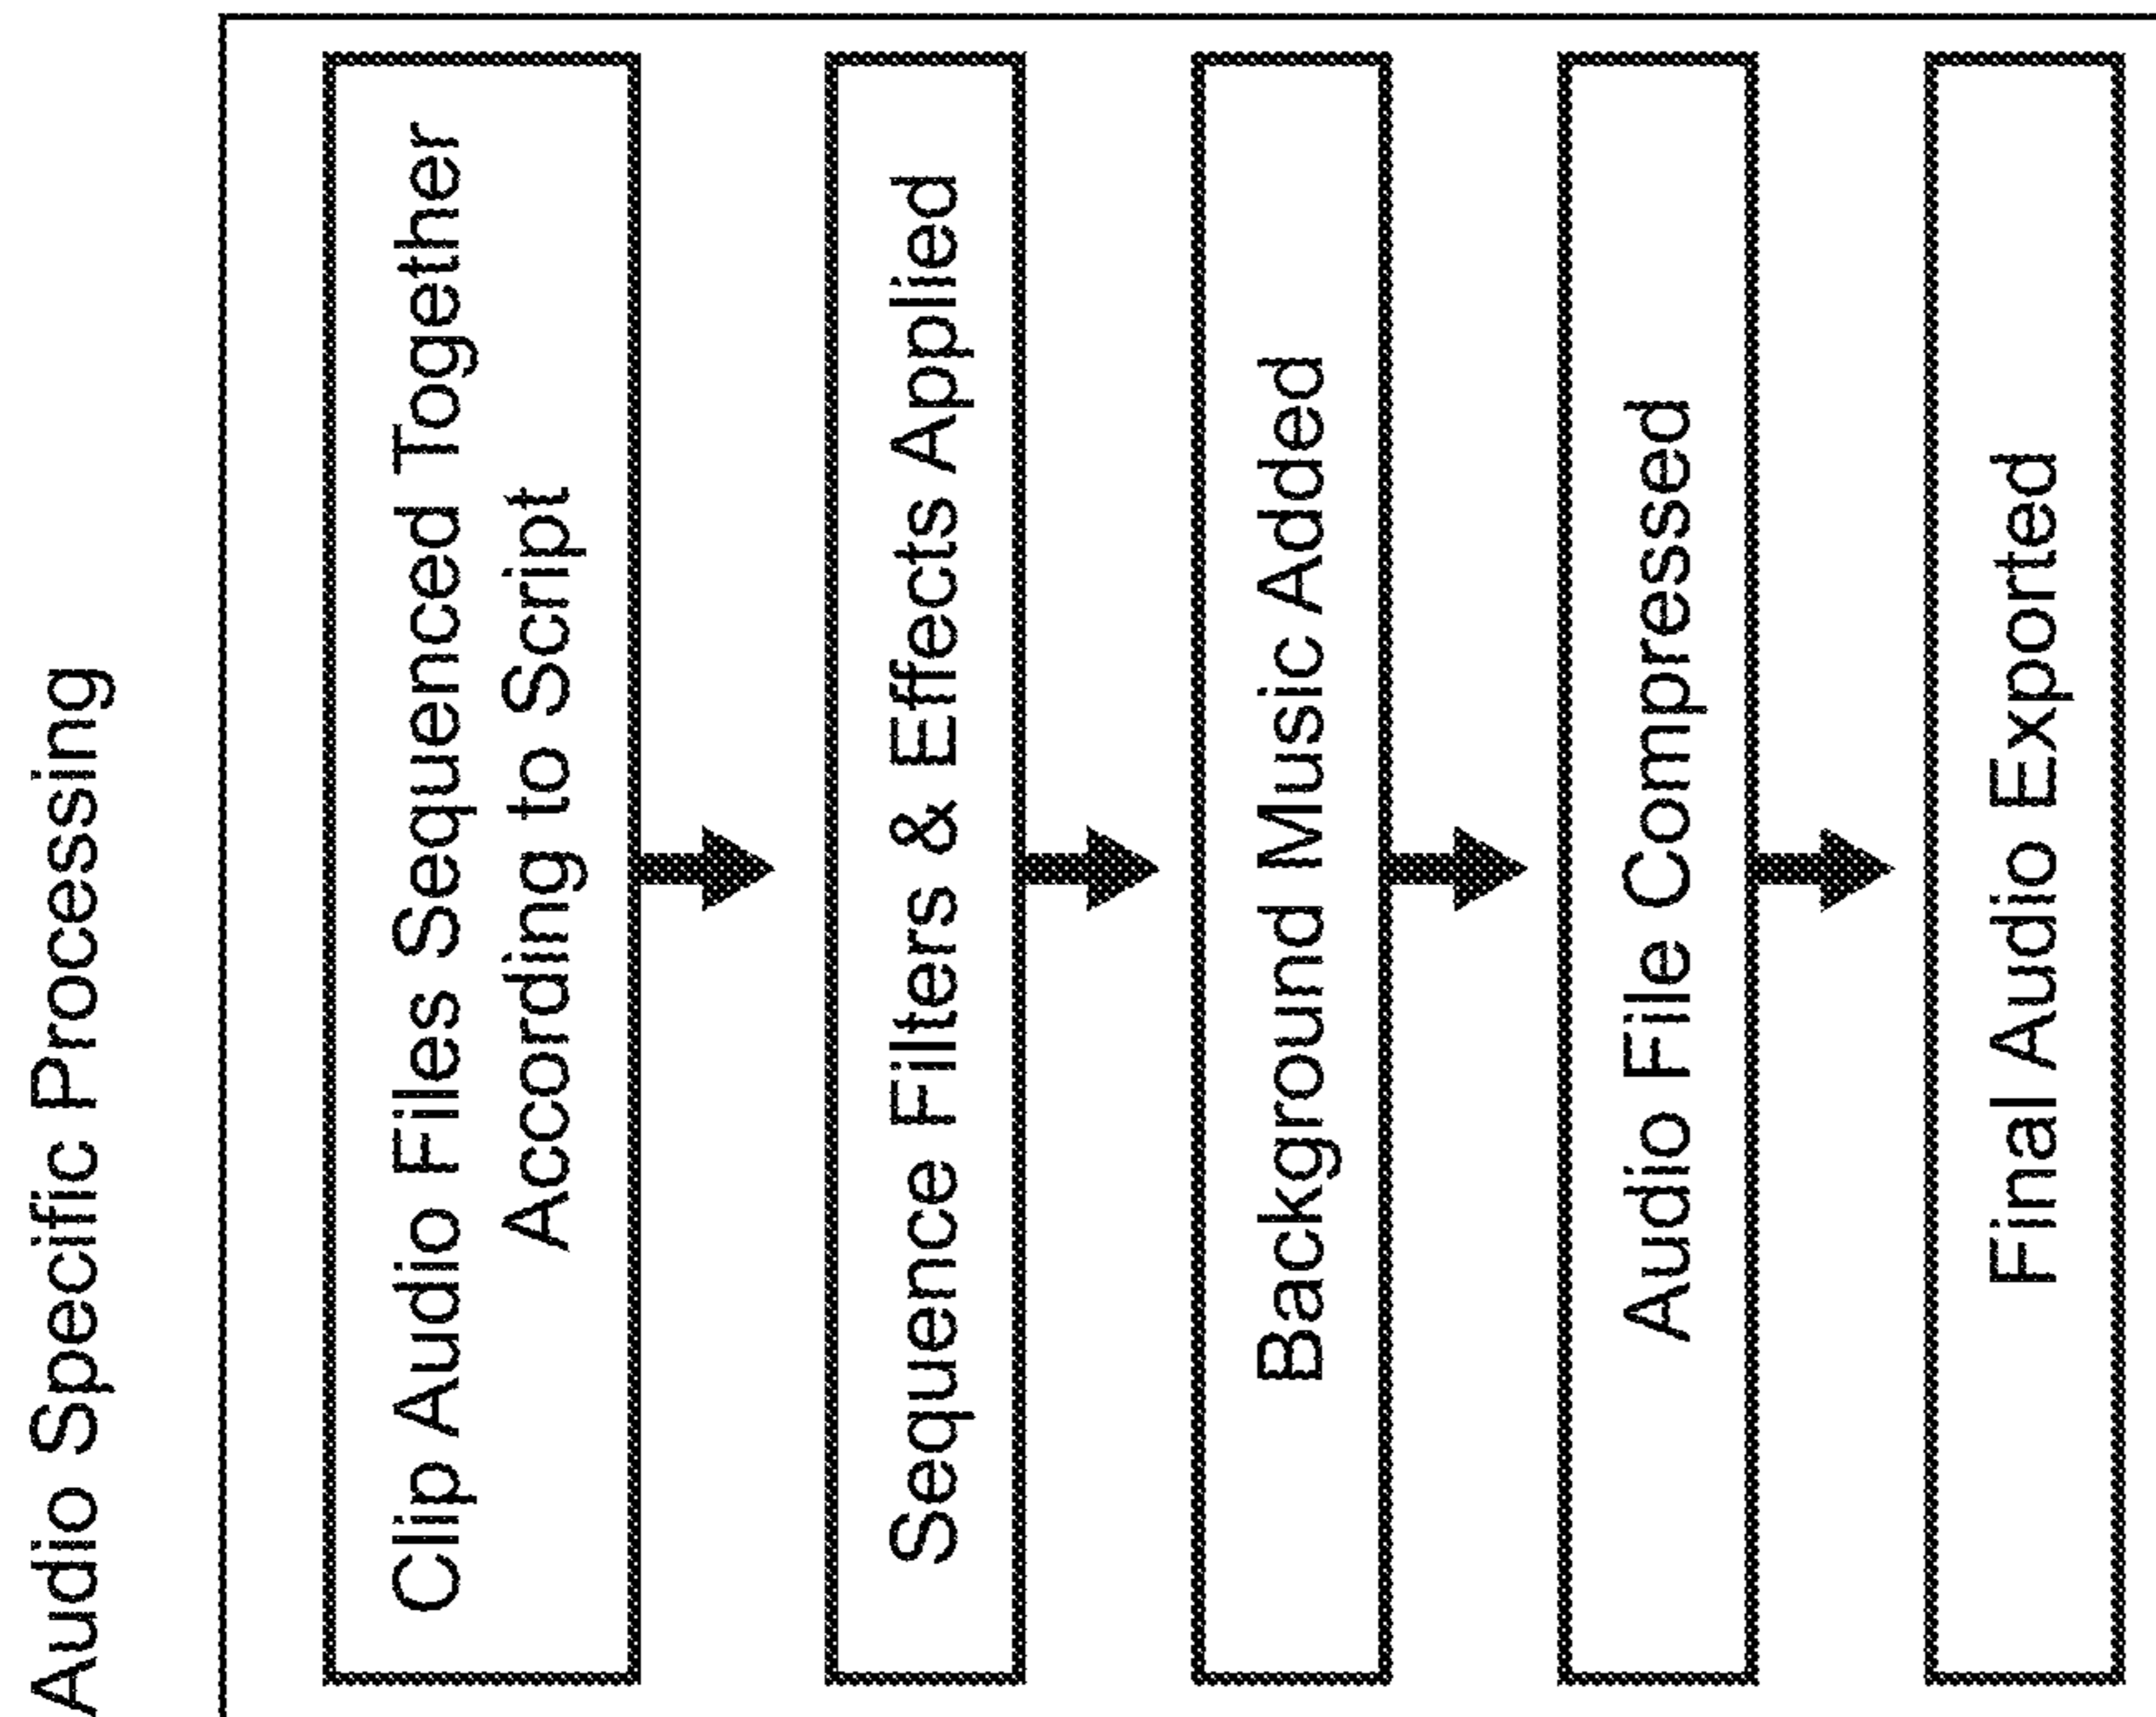 Audio Specific Processing
Clip Audio Files Sequenced Together
According to Script
Sequence Filters & Effects Applied
Background Music Added
Audio File Compressed
Final Audio Exported